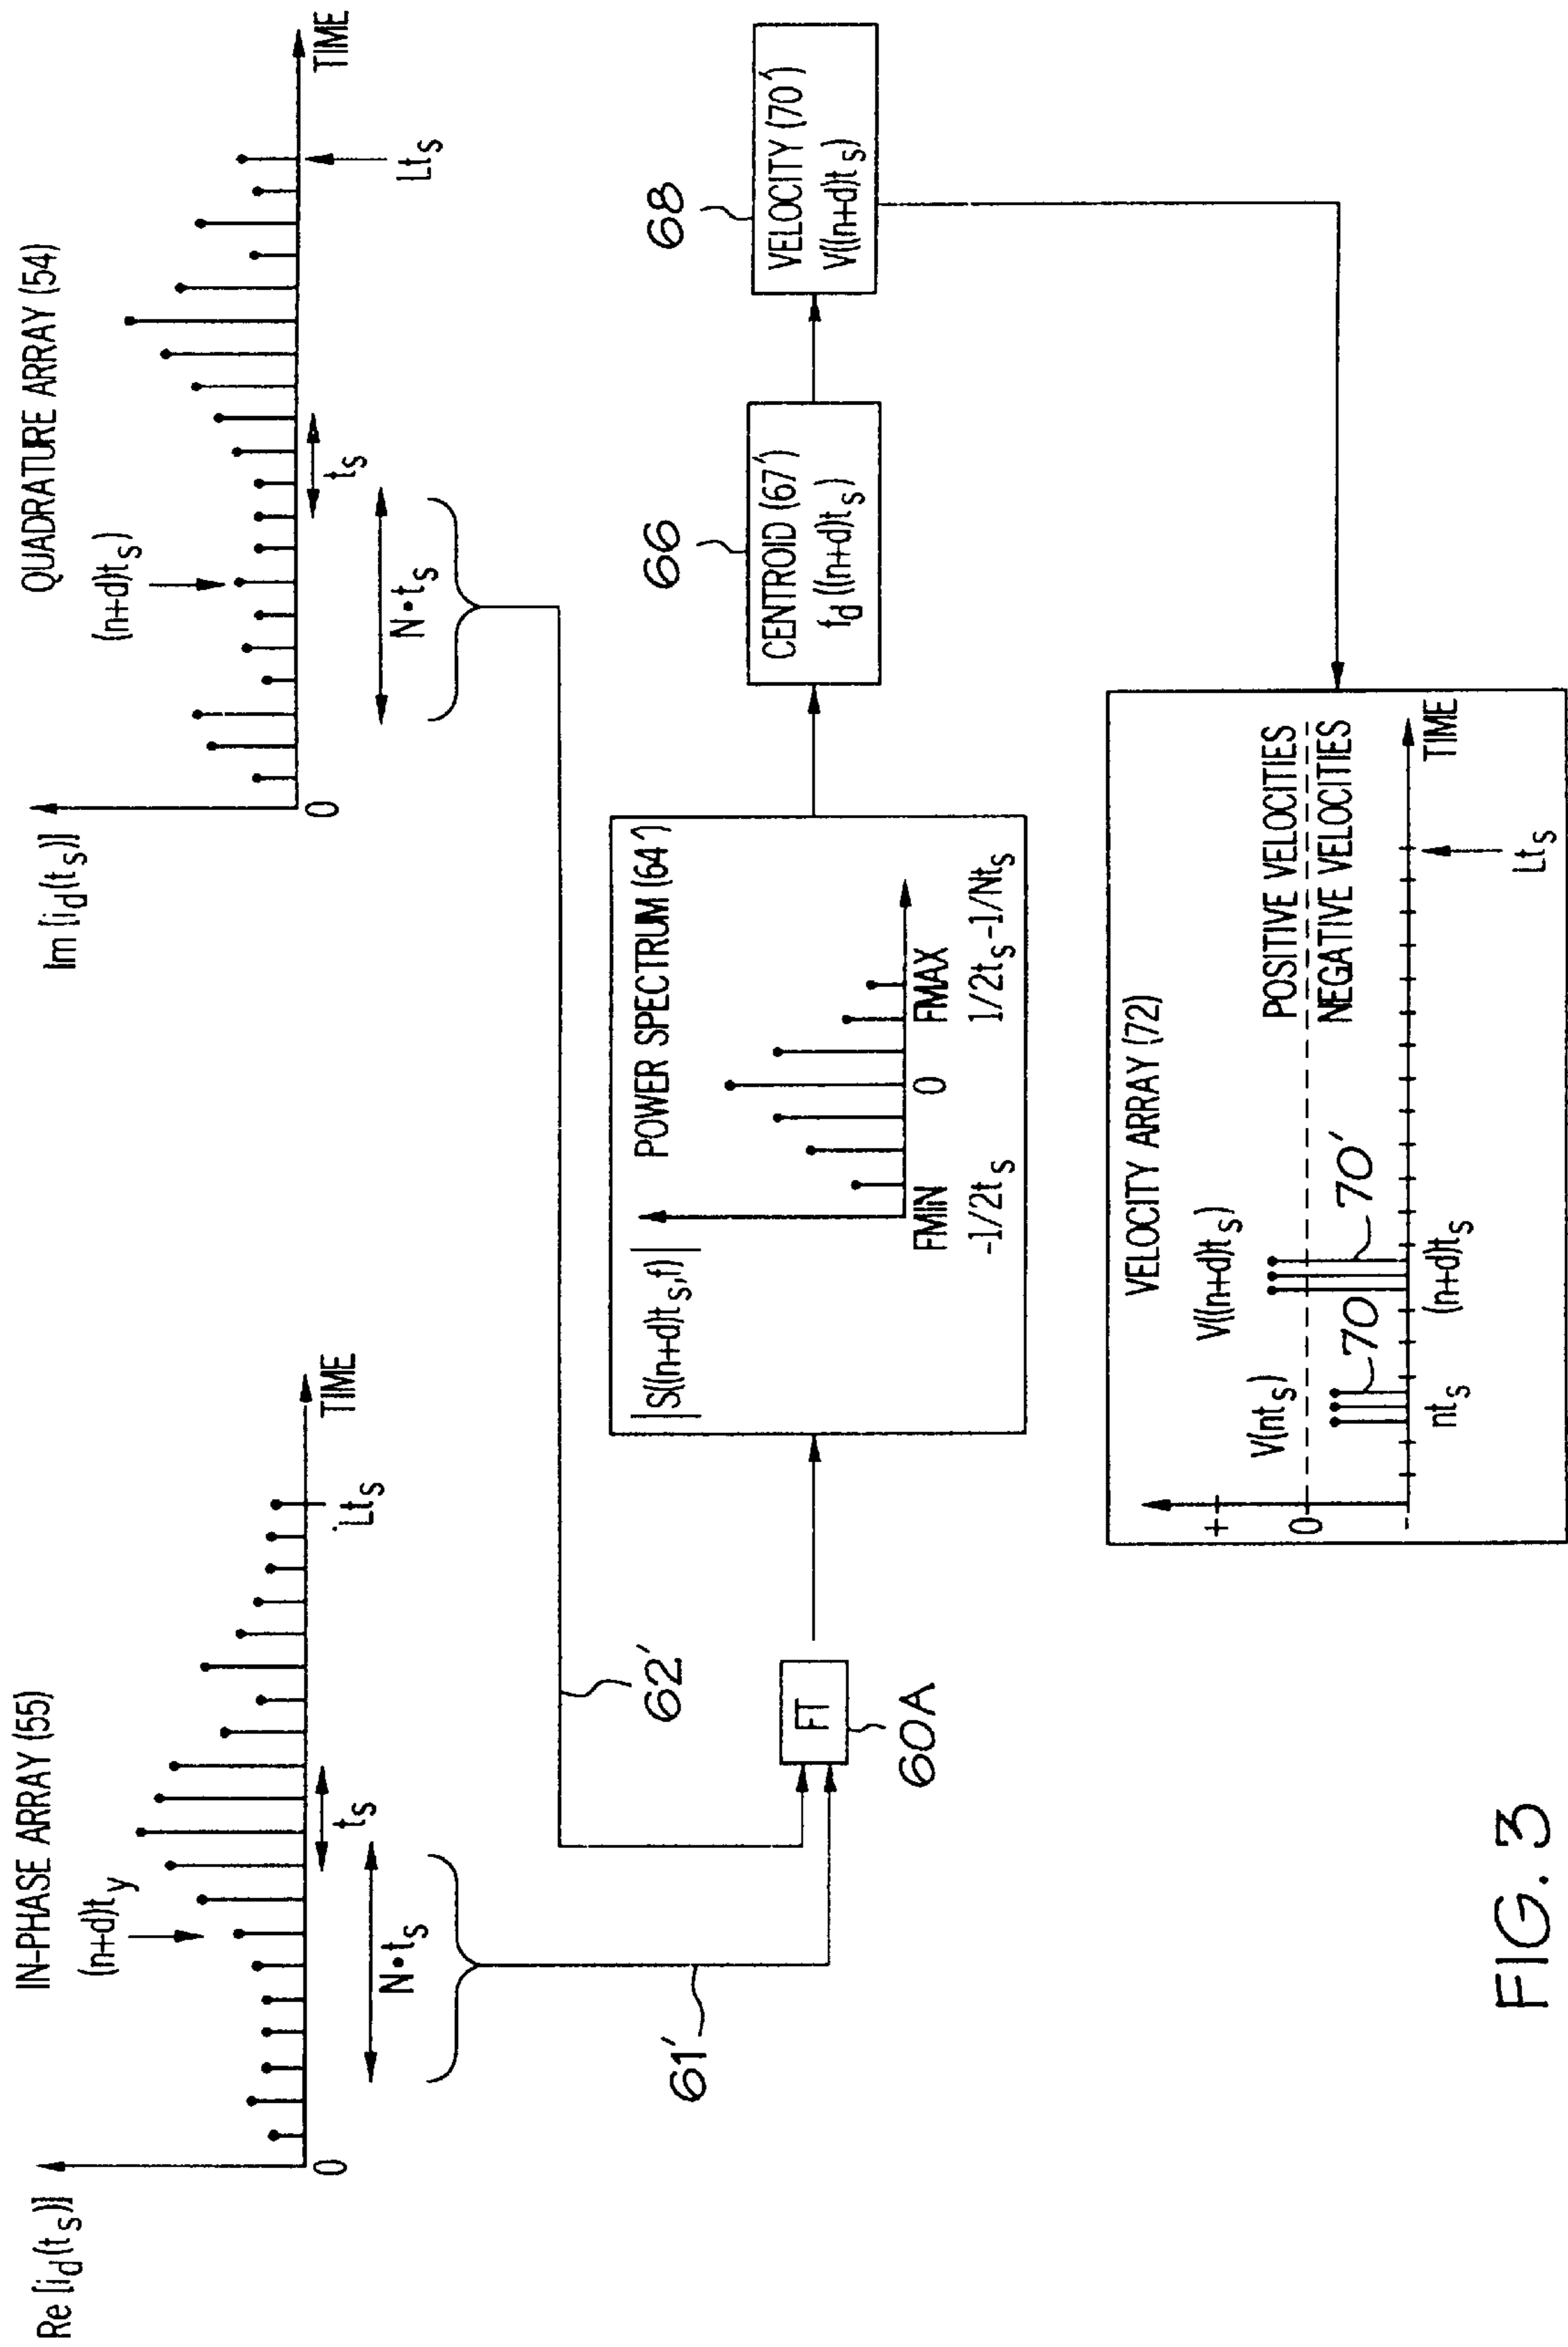 IN-PHASE ARRAY (55)
Re [i_d(t_s)]
(n+d)t_y
0
TIME
t_s
Lt_s
N•t_s
61'
QUADRATURE ARRAY (54)
Im [i_d(t_s)]
(n+d)t_s)
0
TIME
t_s
Lt_s
N•t_s
62'
FT
60A
POWER SPECTRUM (64')
|S((n+d)t_s,f)|
FMIN
0
FMAX
-1/2t_s
1/2t_s -1/Nt_s
66
CENTROID (67')
f_d ((n+d)t_s)
68
VELOCITY (70')
V((n+d)t_s)
VELOCITY ARRAY (72)
V(nt_s)
V((n+d)t_s)
+
0
-
POSITIVE VELOCITIES
NEGATIVE VELOCITIES
70
70'
TIME
nt_s
(n+d)t_s
Lt_s
FIG. 3